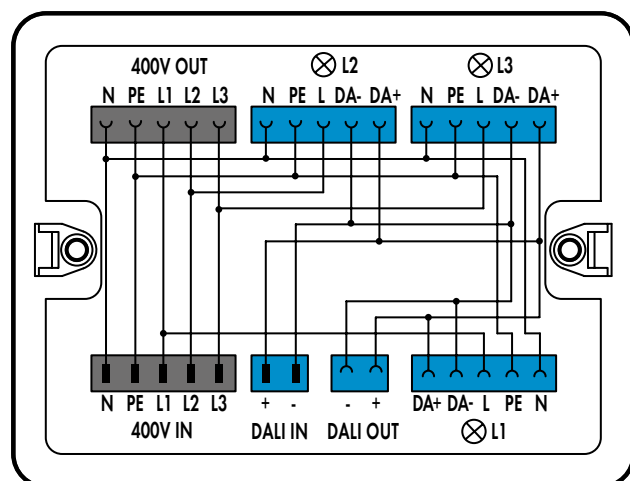 400V OUT L2 L3
N PE L1 L2 L3 N PE L DA- DA+ N PE L DA- DA+
N PE L1 L2 L3 + - - + DA+ DA- L PE N
400V IN DALI IN DALI OUT L1